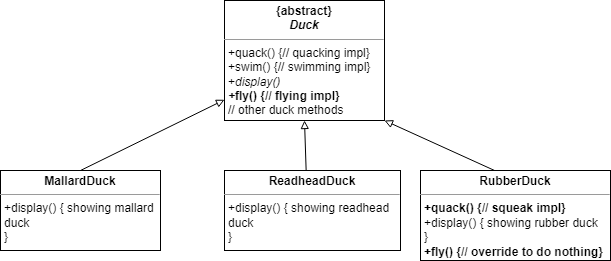 {abstract}
Duck
+quack() {// quacking impl}
+swim() {// swimming impl}
+display()
+fly() {// flying impl}
// other duck methods
MallardDuck
+display() { showing mallard
duck
}
ReadheadDuck
+display() { showing readhead
duck
}
RubberDuck
+quack() {// squeak impl}
+display() { showing rubber duck
}
+fly() {// override to do nothing}